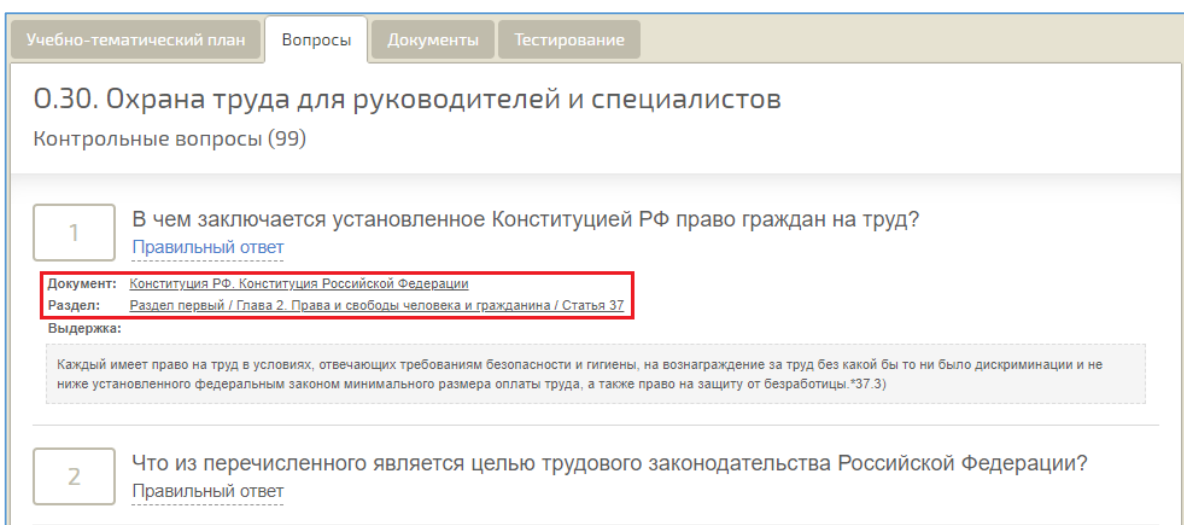 Учебно-тематический план Вопросы Документы Тестирование
О.30. Охрана труда для руководителей и специалистов
Контрольные вопросы (99)
1 В чем заключается установленное Конституцией РФ право граждан на труд?
Правильный ответ
Документ: Конституция РФ. Конституция Российской Федерации
Раздел: Раздел первый / Глава 2. Права и свободы человека и гражданина / Статья 37
Выдержка:
Каждый имеет право на труд в условиях, отвечающих требованиям безопасности и гигиены, на вознаграждение за труд без какой бы то ни было дискриминации и не
ниже установленного федеральным законом минимального размера оплаты труда, а также право на защиту от безработицы.*37.3)
2 Что из перечисленного является целью трудового законодательства Российской Федерации?
Правильный ответ